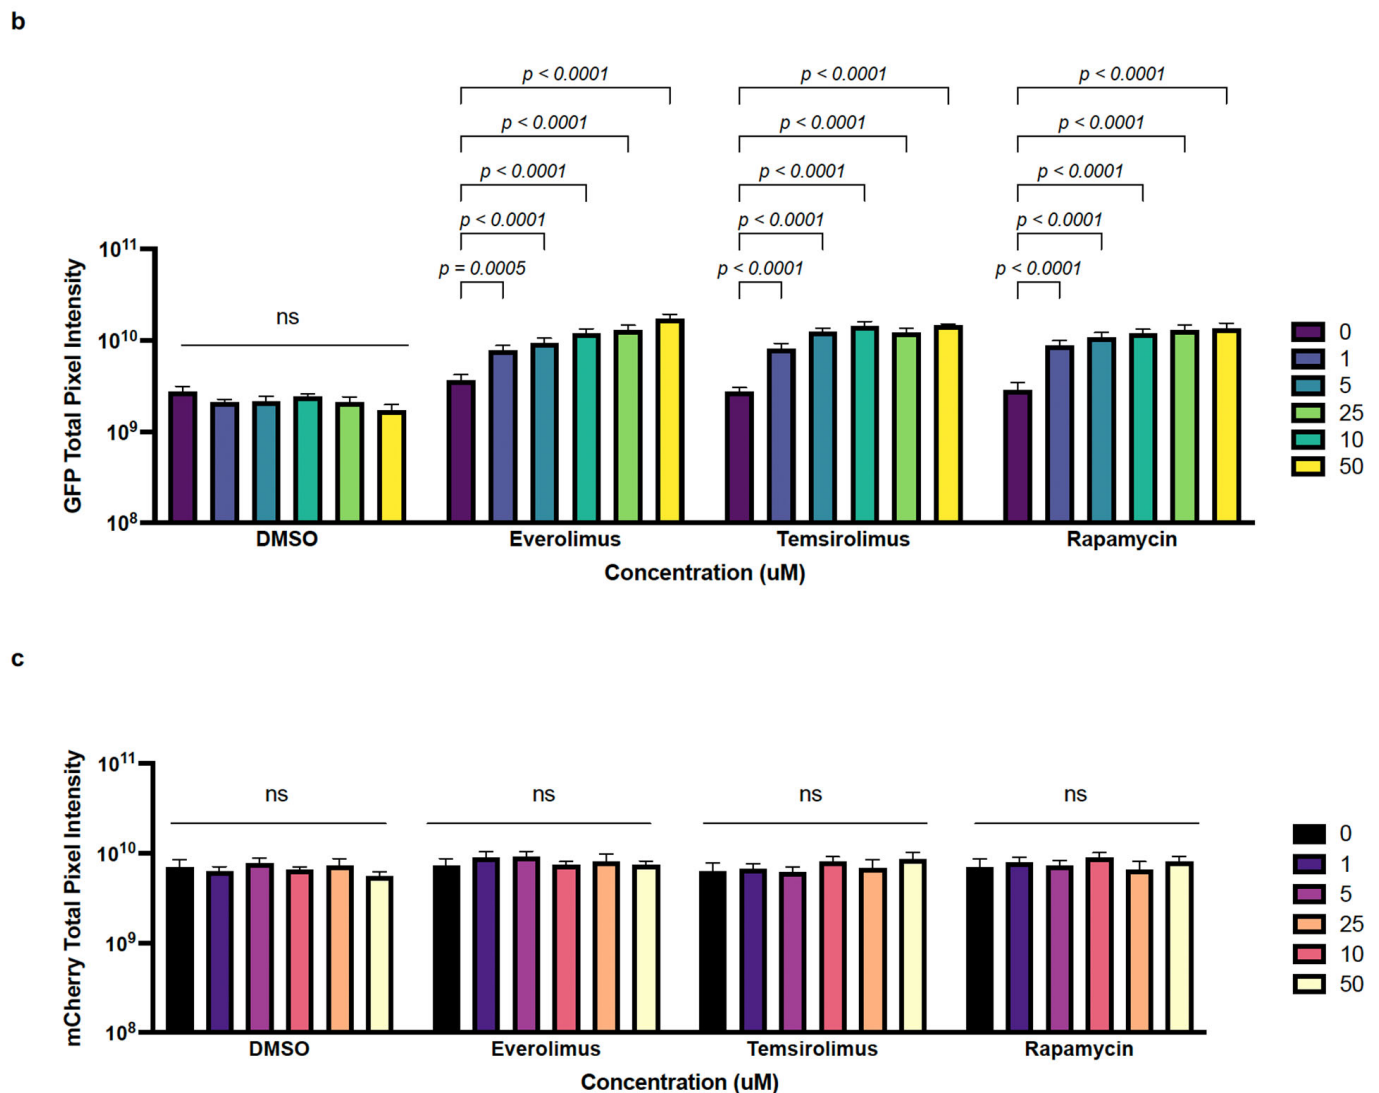 b
p < 0.0001 p < 0.0001 p < 0.0001
p < 0.0001 p < 0.0001 p < 0.0001
p < 0.0001 p < 0.0001 p < 0.0001
p < 0.0001 p < 0.0001 p < 0.0001
p = 0.0005 p < 0.0001 p < 0.0001
GFP Total Pixel Intensity
10¹¹
10¹⁰
10⁹
10⁸
ns
DMSO Everolimus Temsirolimus Rapamycin
Concentration (uM)
0
1
5
25
10
50
c
mCherry Total Pixel Intensity
10¹¹
10¹⁰
10⁹
10⁸
ns ns ns ns
DMSO Everolimus Temsirolimus Rapamycin
Concentration (uM)
0
1
5
25
10
50